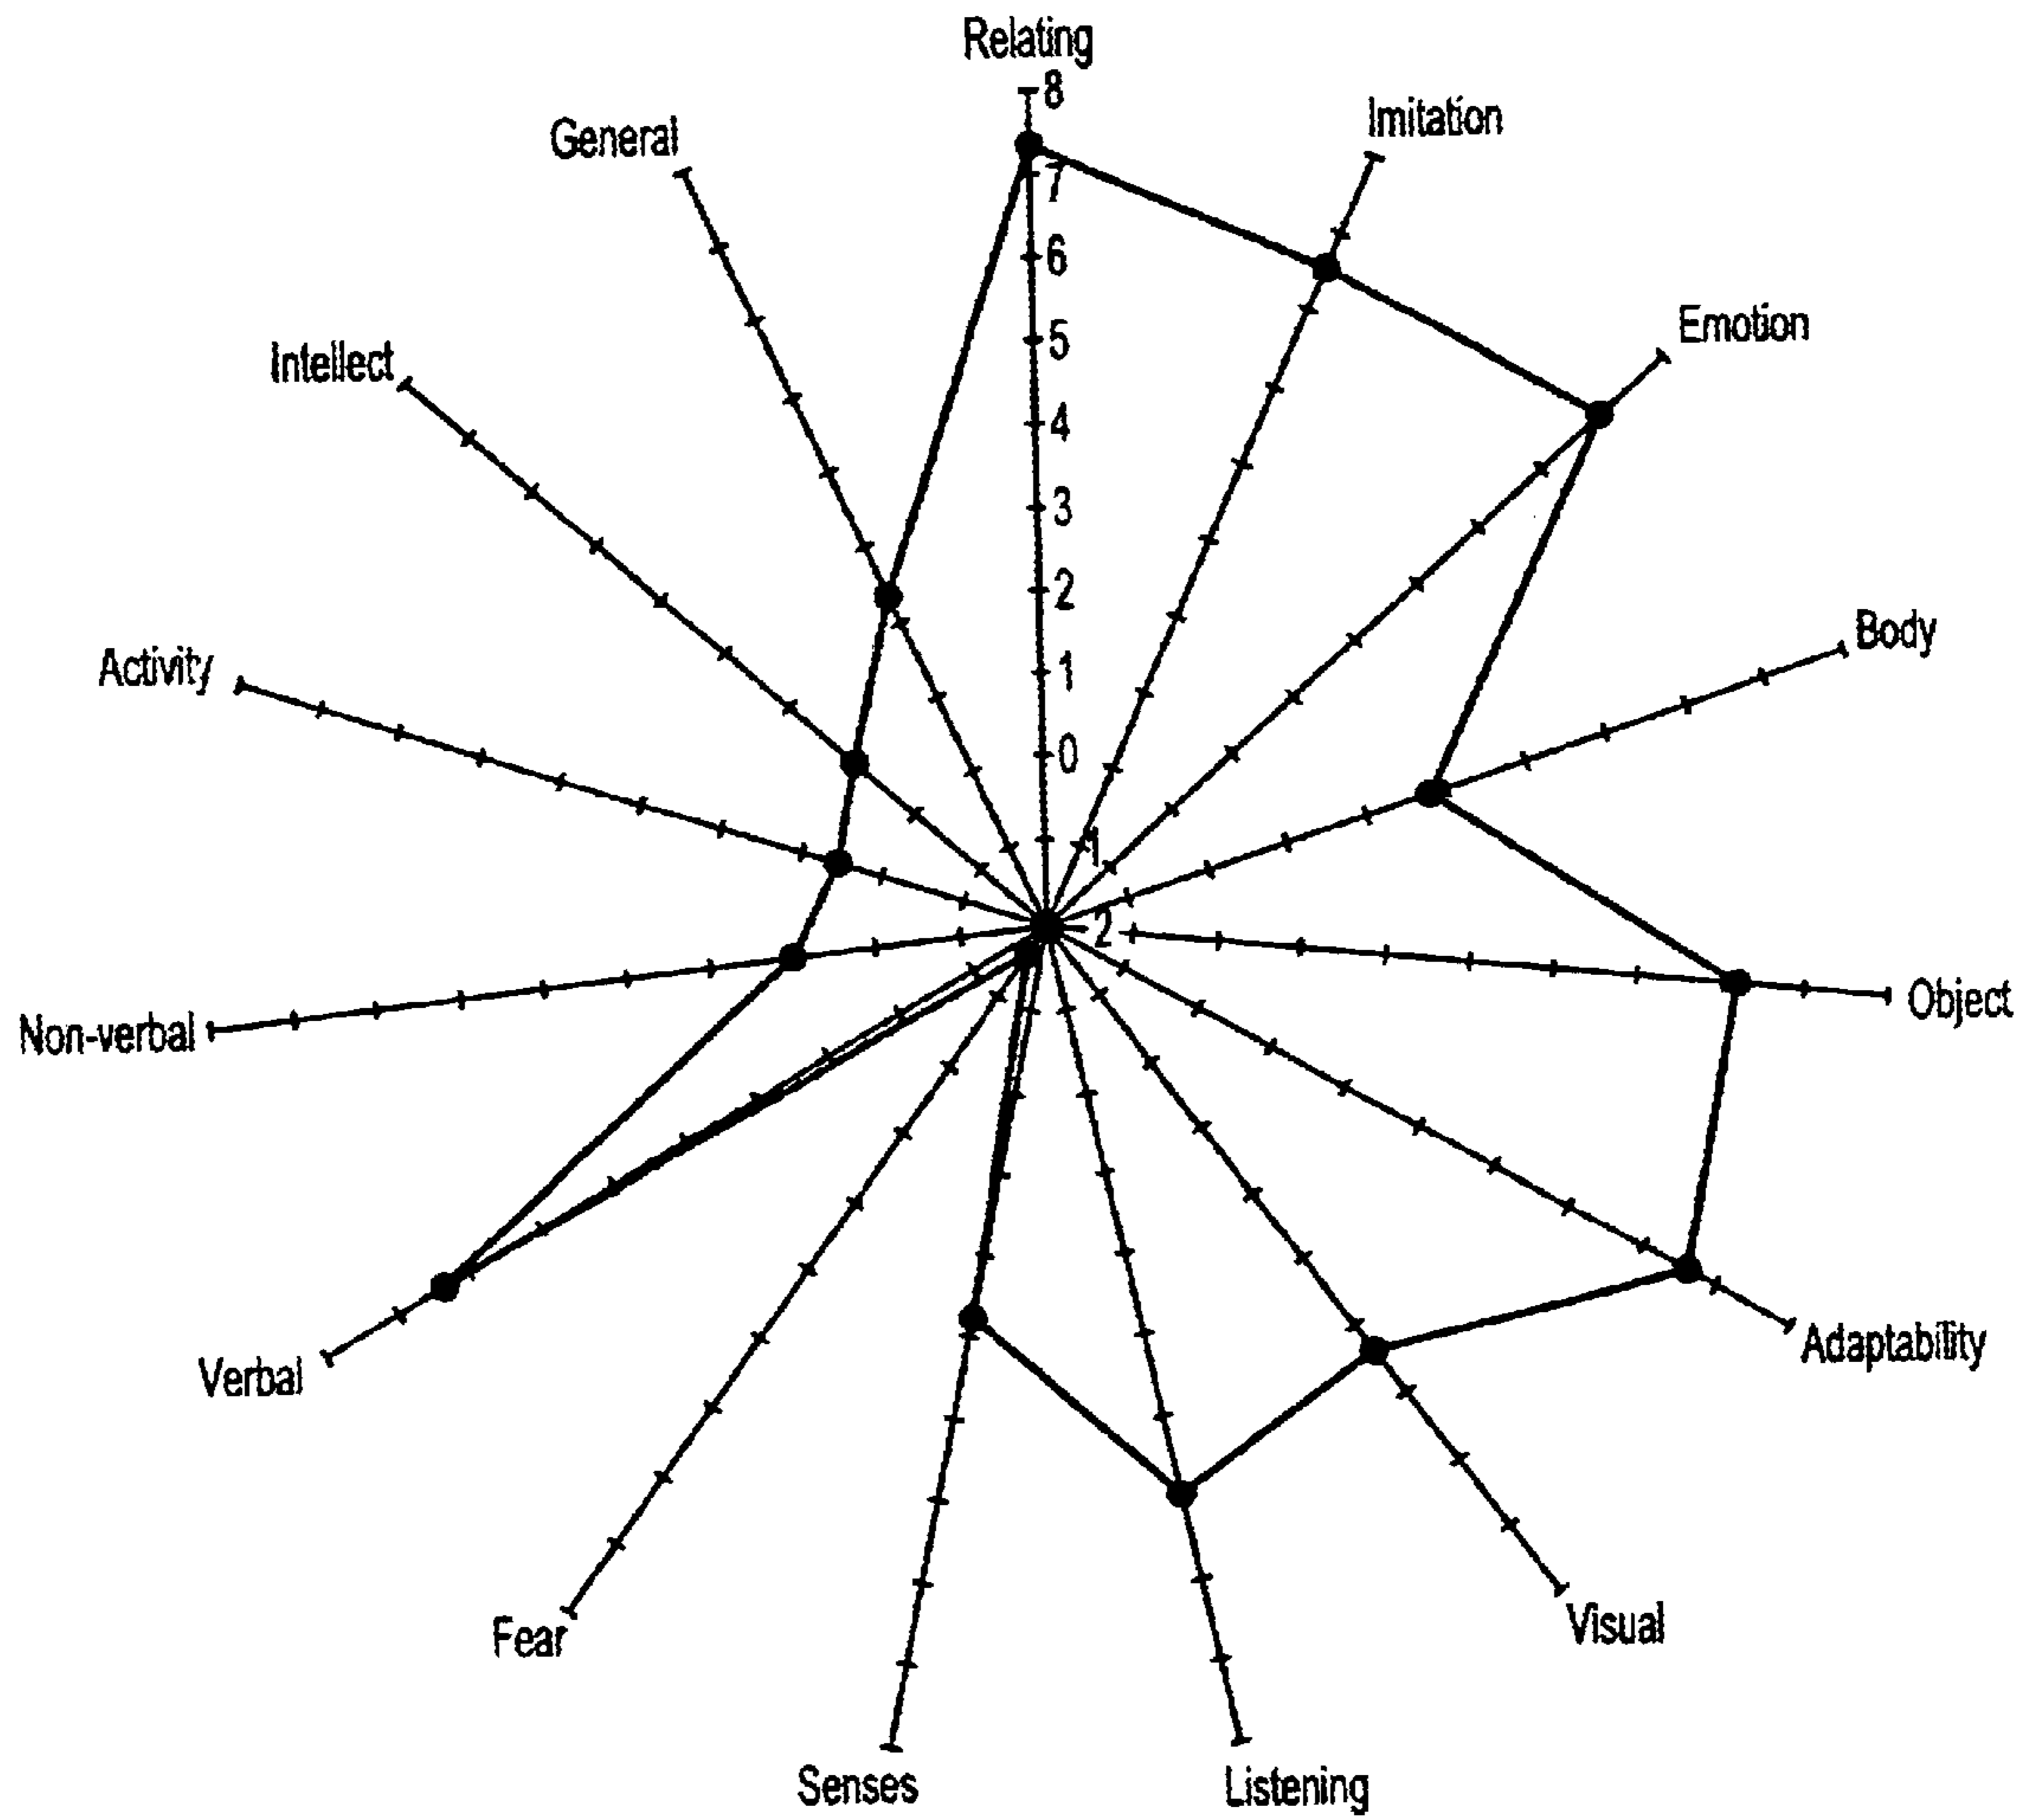 Relating
8
7
6
5
4
3
2
1
0
1
2
Imitation
Emotion
Body
Object
Adaptability
Visual
Listening
Senses
Fear
Verbal
Non-verbal
Activity
Intellect
General